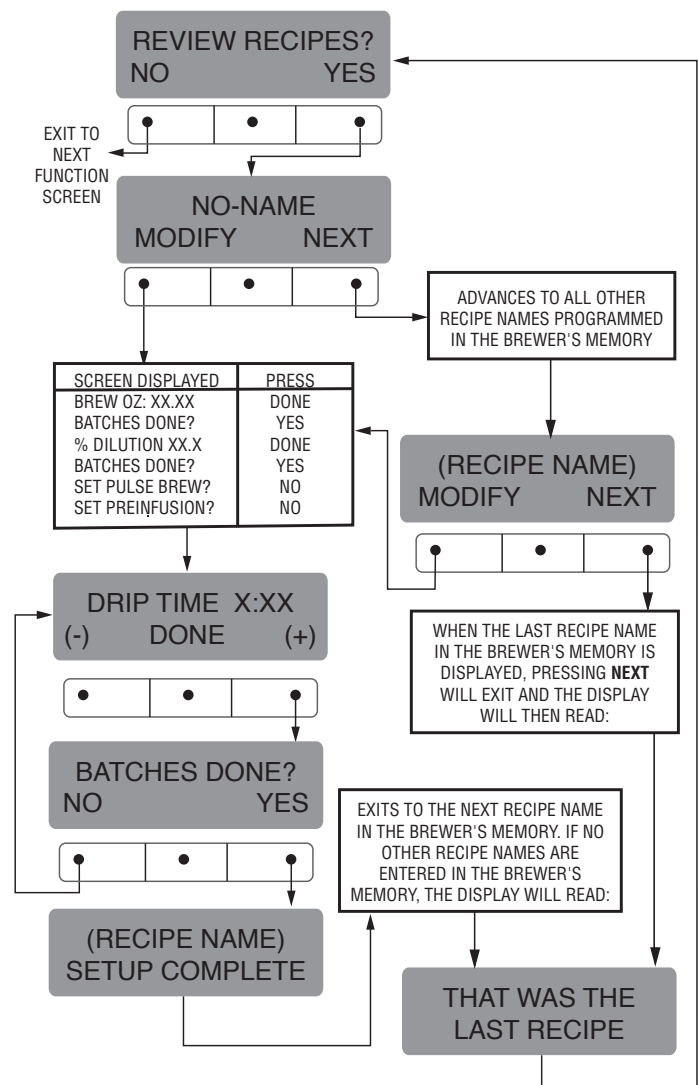 REVIEW RECIPES?
NO YES
EXIT TO
NEXT
FUNCTION
SCREEN
NO-NAME
MODIFY NEXT
ADVANCES TO ALL OTHER
RECIPE NAMES PROGRAMMED
IN THE BREWER'S MEMORY
SCREEN DISPLAYED PRESS
BREW OZ: XX.XX DONE
BATCHES DONE? YES
% DILUTION XX.X DONE
BATCHES DONE? YES
SET PULSE BREW? NO
SET PREINFUSION? NO
(RECIPE NAME)
MODIFY NEXT
DRIP TIME X:XX
(-) DONE (+)
WHEN THE LAST RECIPE NAME
IN THE BREWER'S MEMORY IS
DISPLAYED, PRESSING NEXT
WILL EXIT AND THE DISPLAY
WILL THEN READ:
BATCHES DONE?
NO YES
EXITS TO THE NEXT RECIPE NAME
IN THE BREWER'S MEMORY. IF NO
OTHER RECIPE NAMES ARE
ENTERED IN THE BREWER'S
MEMORY, THE DISPLAY WILL READ:
(RECIPE NAME)
SETUP COMPLETE
THAT WAS THE
LAST RECIPE